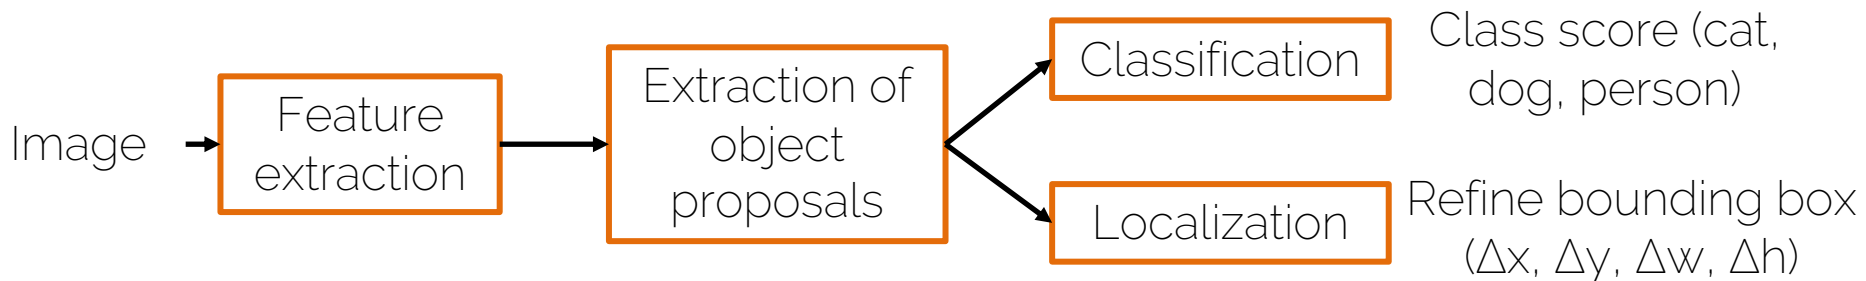 Image
Feature
extraction
Extraction of
object
proposals
Classification
Class score (cat,
dog, person)
Localization
Refine bounding box
(Δx, Δy, Δw, Δh)